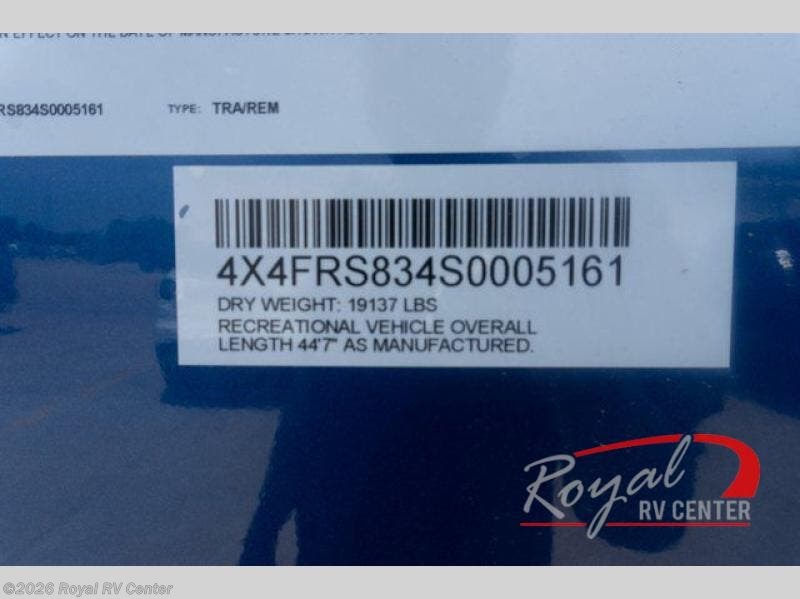 RS834S0005161 TYPE: TRA/REM
4X4FRS834S0005161
DRY WEIGHT: 19137 LBS
RECREATIONAL VEHICLE OVERALL
LENGTH 44'7" AS MANUFACTURED.
Royal
RV CENTER
©2026 Royal RV Center